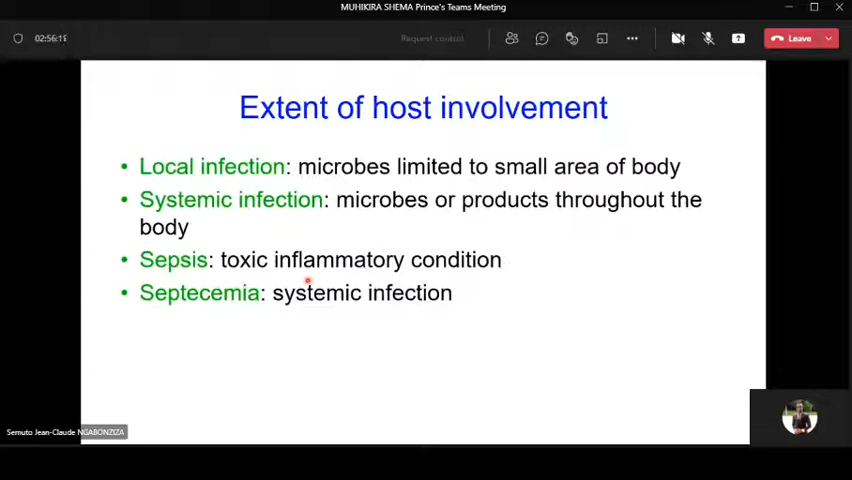 MUHIKIRA SHEMA Prince's Teams Meeting
02:56:19
Request control
Leave
Extent of host involvement
• Local infection: microbes limited to small area of body
• Systemic infection: microbes or products throughout the
body
• Sepsis: toxic inflammatory condition
• Septecemia: systemic infection
Semuto Jean-Claude NGABONZIZA